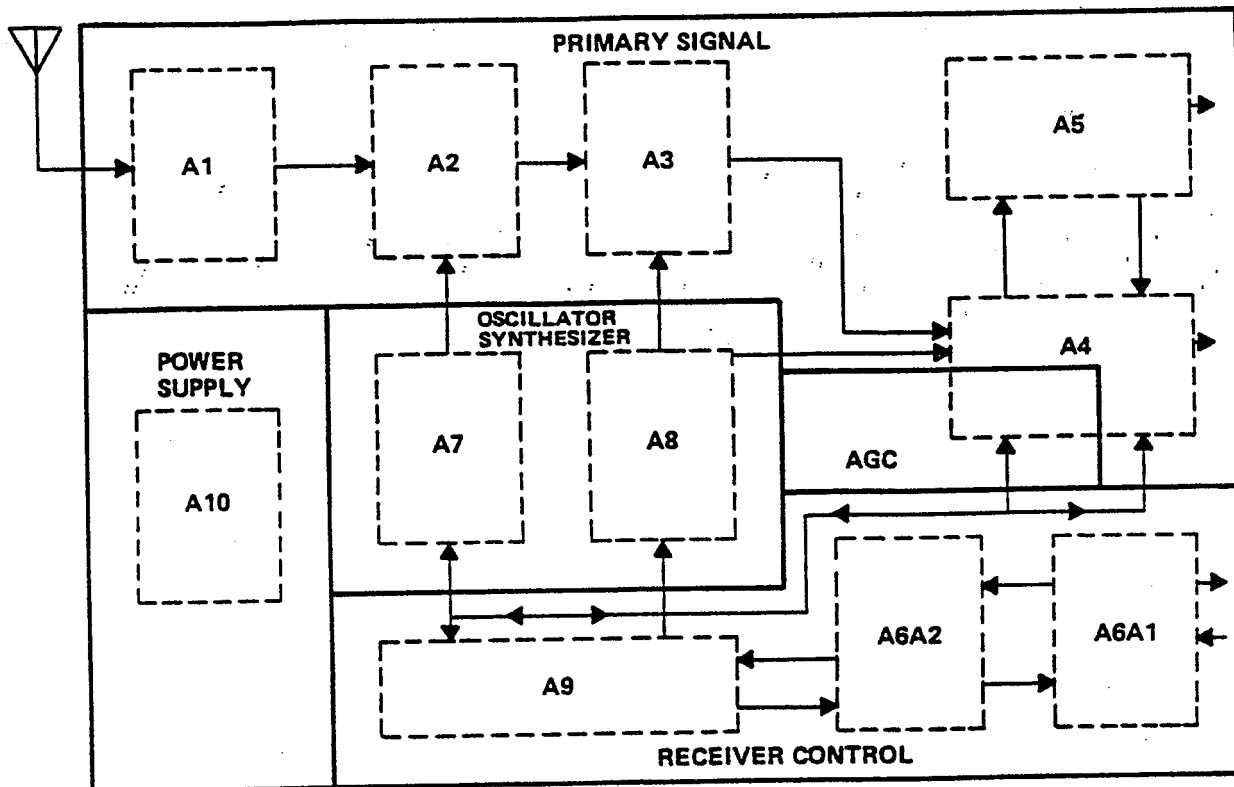 PRIMARY SIGNAL
A1
A2
A3
A5
OSCILLATOR
SYNTHESIZER
POWER
SUPPLY
A4
A7
A8
AGC
A10
A6A2
A6A1
A9
RECEIVER CONTROL